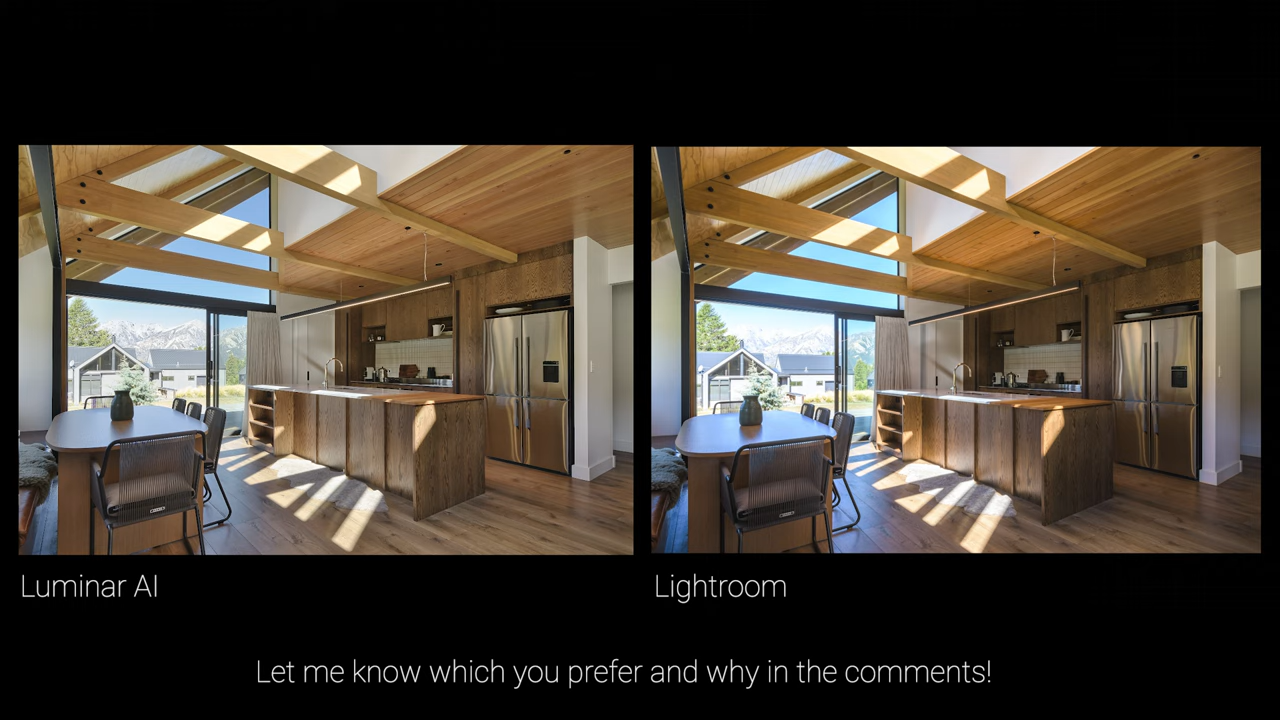 Luminar AI
Lightroom
Let me know which you prefer and why in the comments!